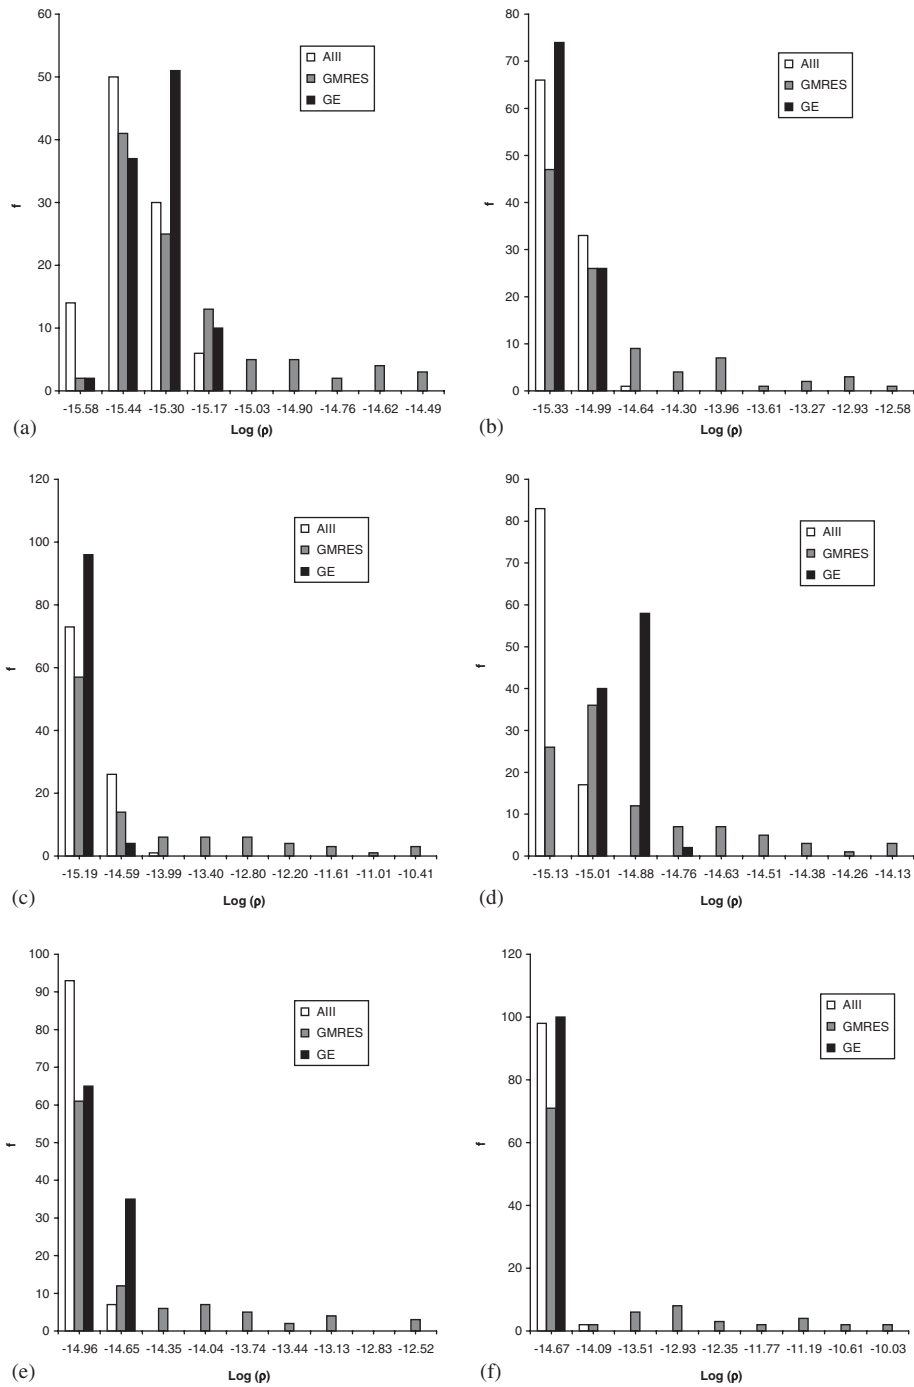 60
50
40
30
20
10
0
f
AIII
GMRES
GE
-15.58 -15.44 -15.30 -15.17 -15.03 -14.90 -14.76 -14.62 -14.49
Log (ρ)
(a)
80
70
60
50
40
30
20
10
0
f
AIII
GMRES
GE
-15.33 -14.99 -14.64 -14.30 -13.96 -13.61 -13.27 -12.93 -12.58
Log (ρ)
(b)
120
100
80
60
40
20
0
f
AIII
GMRES
GE
-15.19 -14.59 -13.99 -13.40 -12.80 -12.20 -11.61 -11.01 -10.41
Log (ρ)
(c)
90
80
70
60
50
40
30
20
10
0
f
AIII
GMRES
GE
-15.13 -15.01 -14.88 -14.76 -14.63 -14.51 -14.38 -14.26 -14.13
Log (ρ)
(d)
100
90
80
70
60
50
40
30
20
10
0
f
AIII
GMRES
GE
-14.96 -14.65 -14.35 -14.04 -13.74 -13.44 -13.13 -12.83 -12.52
Log (ρ)
(e)
120
100
80
60
40
20
0
f
AIII
GMRES
GE
-14.67 -14.09 -13.51 -12.93 -12.35 -11.77 -11.19 -10.61 -10.03
Log (ρ)
(f)